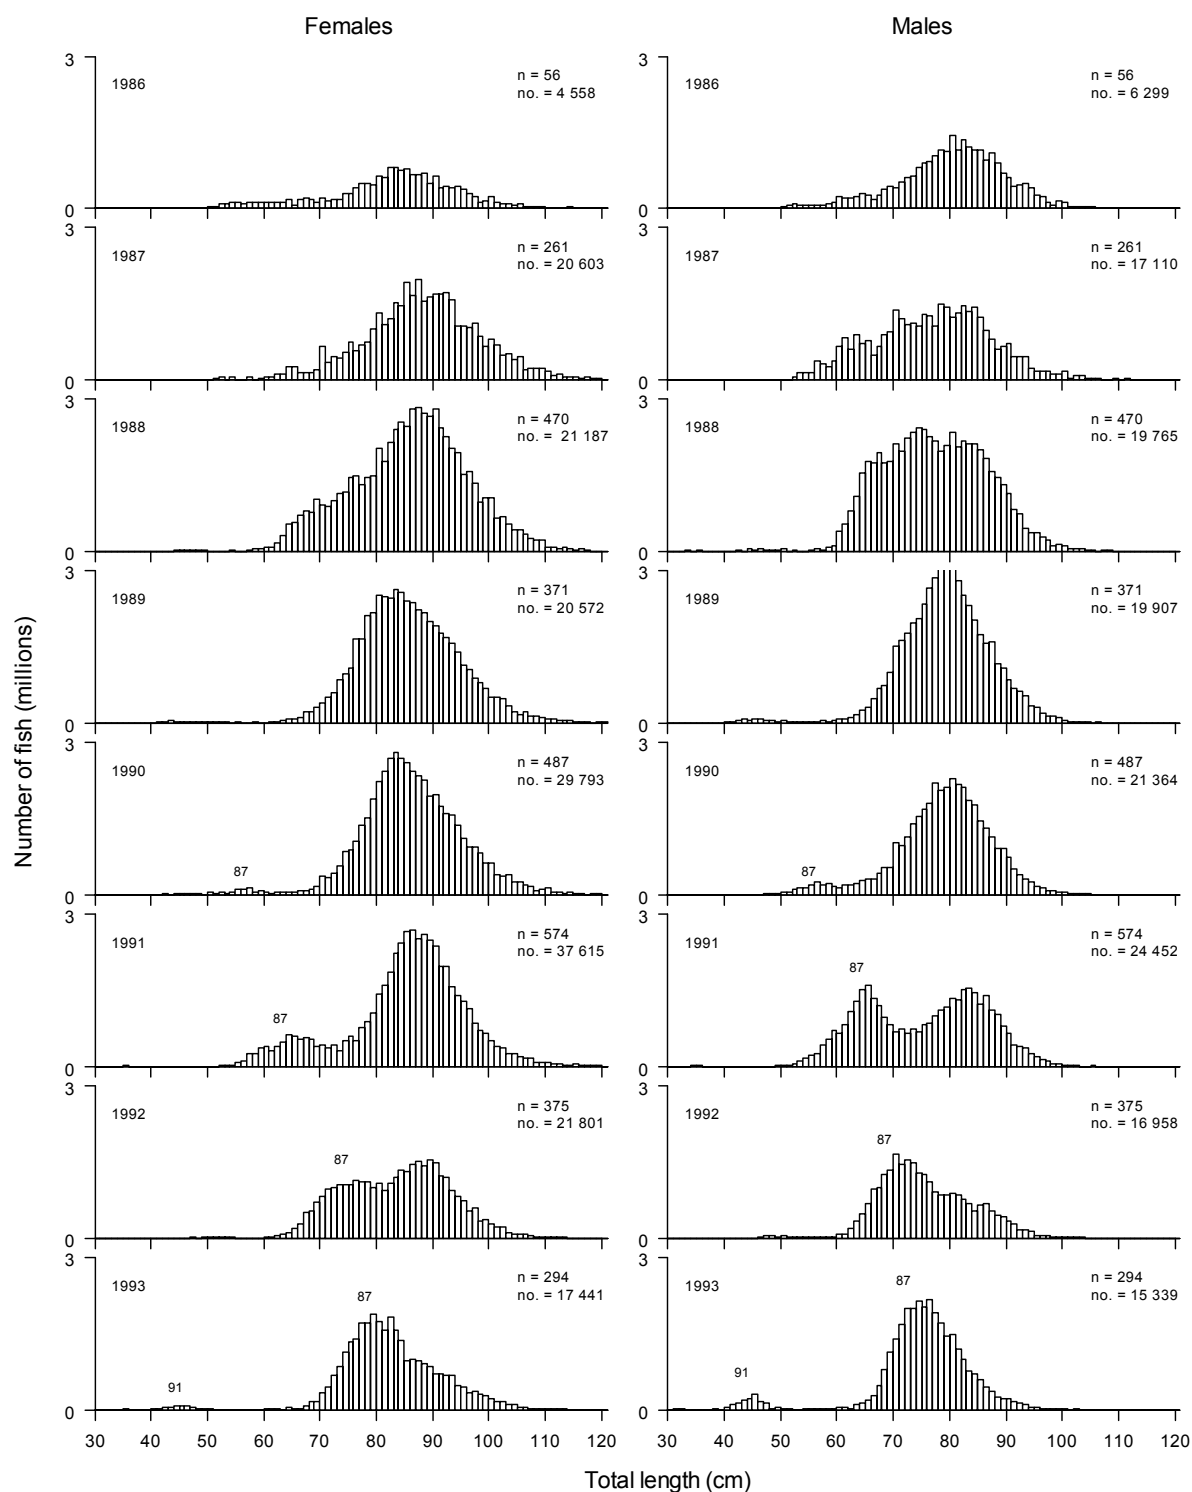 Females Males
3 3
1986 n = 56 1986 n = 56
no. = 4 558 no. = 6 299
0 0
3 3
1987 n = 261 1987 n = 261
no. = 20 603 no. = 17 110
0 0
3 3
1988 n = 470 1988 n = 470
no. = 21 187 no. = 19 765
0 0
3 3
1989 n = 371 1989 n = 371
no. = 20 572 no. = 19 907
0 0
Number of fish (millions)
3 3
1990 n = 487 1990 n = 487
no. = 29 793 no. = 21 364
87 87
0 0
3 3
1991 n = 574 1991 n = 574
no. = 37 615 no. = 24 452
87 87
0 0
3 3
1992 n = 375 1992 n = 375
no. = 21 801 no. = 16 958
87 87
0 0
3 3
1993 n = 294 1993 n = 294
no. = 17 441 no. = 15 339
87 87
91 91
0 0
30 40 50 60 70 80 90 100 110 120 30 40 50 60 70 80 90 100 110 120
Total length (cm)